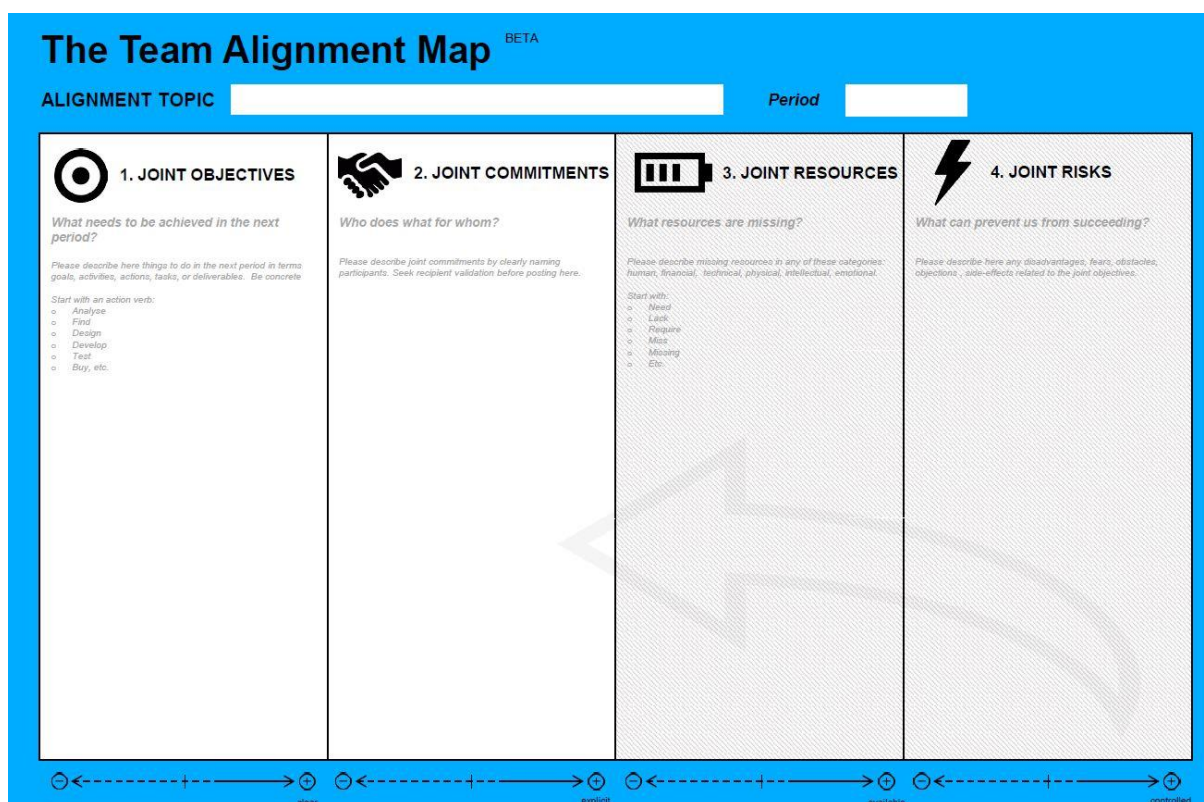 The Team Alignment Map BETA
ALIGNMENT TOPIC
Period
1. JOINT OBJECTIVES
What needs to be achieved in the next
period?
Please describe here things to do in the next period in terms
goals, activities, actions, tasks, or deliverables. Be concrete
Start with an action verb:
o Analyse
o Find
o Design
o Develop
o Test
o Buy, etc.
2. JOINT COMMITMENTS
Who does what for whom?
Please describe joint commitments by clearly naming
participants. Seek recipient validation before posting here.
3. JOINT RESOURCES
What resources are missing?
Please describe missing resources in any of these categories:
human, financial, technical, physical, intellectual, emotional.
Start with:
o Need
o Lack
o Require
o Miss
o Missing
o Etc.
4. JOINT RISKS
What can prevent us from succeeding?
Please describe here any disadvantages, fears, obstacles,
objections , side-effects related to the joint objectives.
clear
explicit
available
controlled